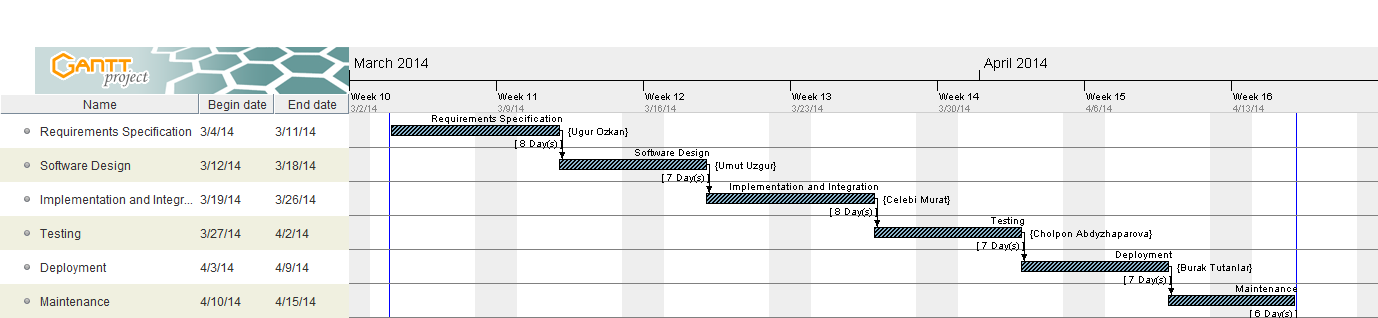 GANTT
project
March 2014
April 2014
Name Begin date End date
Week 10 Week 11 Week 12 Week 13 Week 14 Week 15 Week 16
3/2/14 3/9/14 3/16/14 3/23/14 3/30/14 4/6/14 4/13/14
Requirements Specification 3/4/14 3/11/14
Requirements Specification
{Ugur Ozkan}
[ 8 Day(s) ]
Software Design 3/12/14 3/18/14
Software Design
{Umut Uzgur}
[ 7 Day(s) ]
Implementation and Integr... 3/19/14 3/26/14
Implementation and Integration
{Celebi Murat}
[ 8 Day(s) ]
Testing 3/27/14 4/2/14
Testing
{Cholpon Abdyzhaparova}
[ 7 Day(s) ]
Deployment 4/3/14 4/9/14
Deployment
{Burak Tutanlar}
[ 7 Day(s) ]
Maintenance 4/10/14 4/15/14
Maintenance
[ 6 Day(s) ]